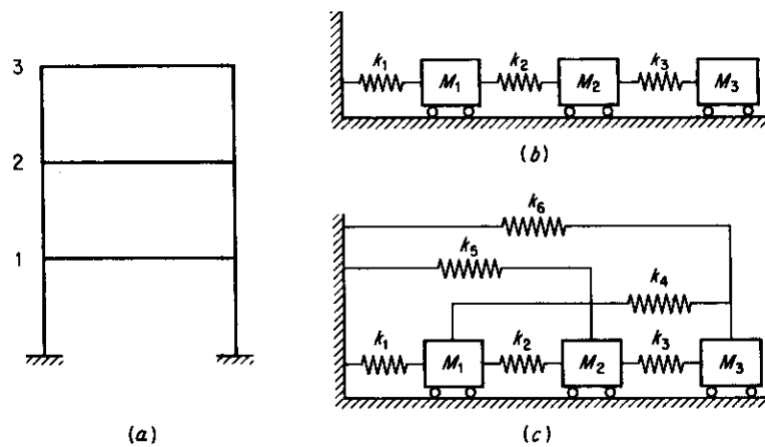 3
2
1
(a)
k₁ k₂ k₃
M₁ M₂ M₃
(b)
k₆
k₅
k₄
k₁ k₂ k₃
M₁ M₂ M₃
(c)